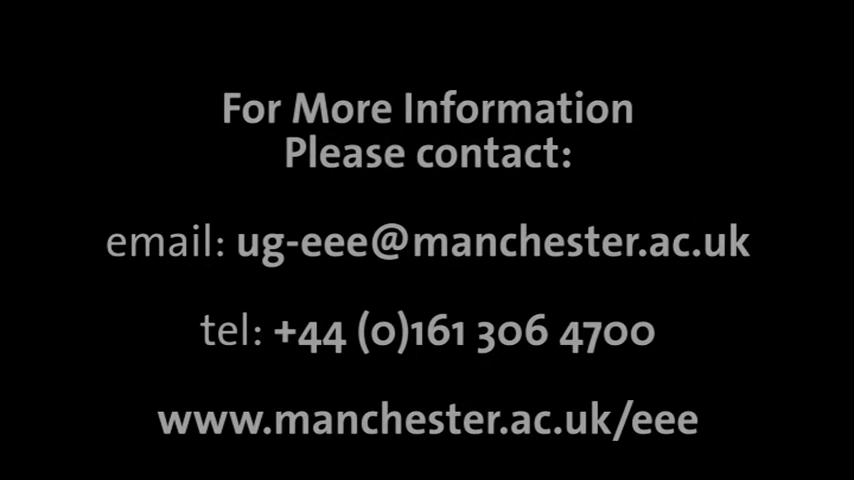 For More Information
Please contact:
email: ug-eee@manchester.ac.uk
tel: +44 (0)161 306 4700
www.manchester.ac.uk/eee